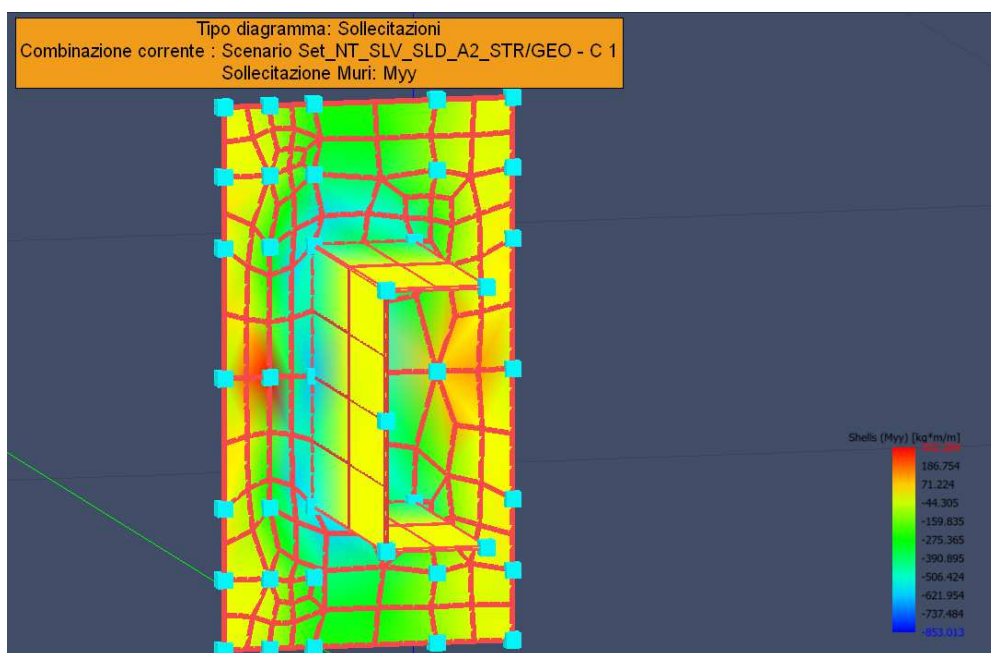 Tipo diagramma: Sollecitazioni
Combinazione corrente : Scenario Set_NT_SLV_SLD_A2_STR/GEO - C 1
Sollecitazione Muri: Myy
Shells (Myy) [kg*m/m]
186.754
71.224
-44.305
-159.835
-275.365
-390.895
-506.424
-621.954
-737.484
-853.013